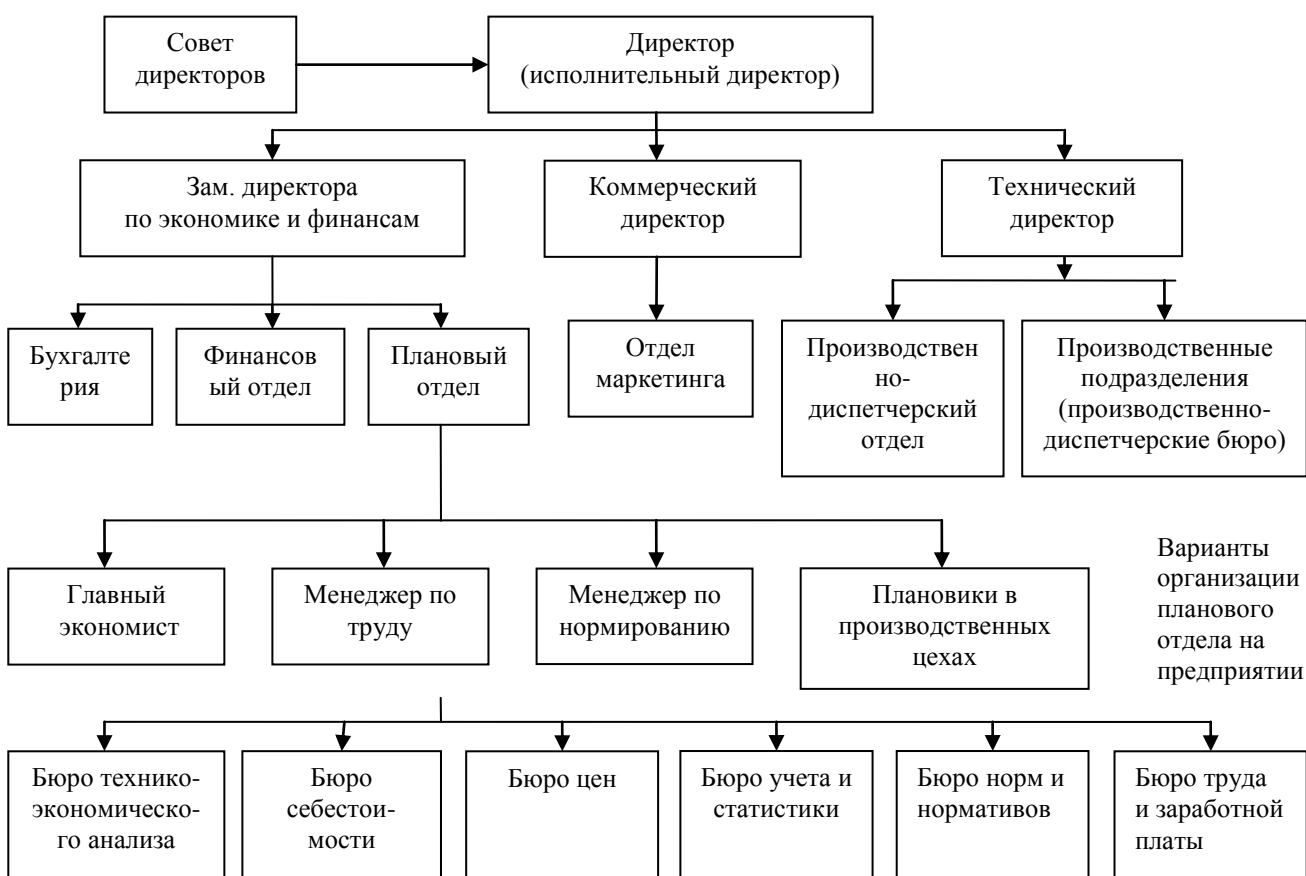 Совет
директоров
Директор
(исполнительный директор)
Зам. директора
по экономике и финансам
Коммерческий
директор
Технический
директор
Бухгалте
рия
Финансов
ый отдел
Плановый
отдел
Отдел
маркетинга
Производствен
но-
диспетчерский
отдел
Производственные
подразделения
(производственно-
диспетчерские бюро)
Главный
экономист
Менеджер по
труду
Менеджер по
нормированию
Плановики в
производственных
цехах
Варианты
организации
планового
отдела на
предприятии
Бюро технико-
экономическо-
го анализа
Бюро
себестои-
мости
Бюро цен
Бюро учета и
статистики
Бюро норм и
нормативов
Бюро труда
и заработной
платы